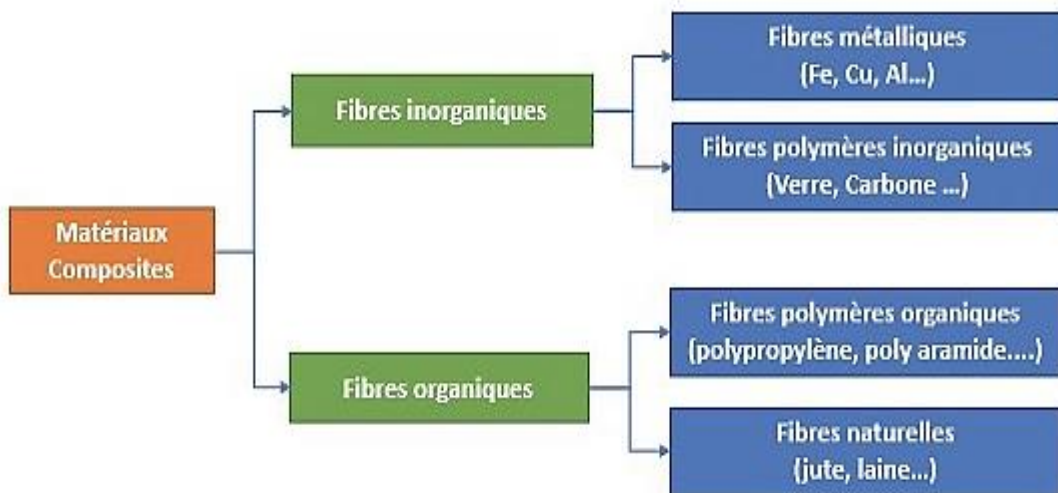 Matériaux
Composites
Fibres inorganiques
Fibres métalliques
(Fe, Cu, Al...)
Fibres polymères inorganiques
(Verre, Carbone ...)
Fibres organiques
Fibres polymères organiques
(polypropylène, poly aramide....)
Fibres naturelles
(jute, laine...)